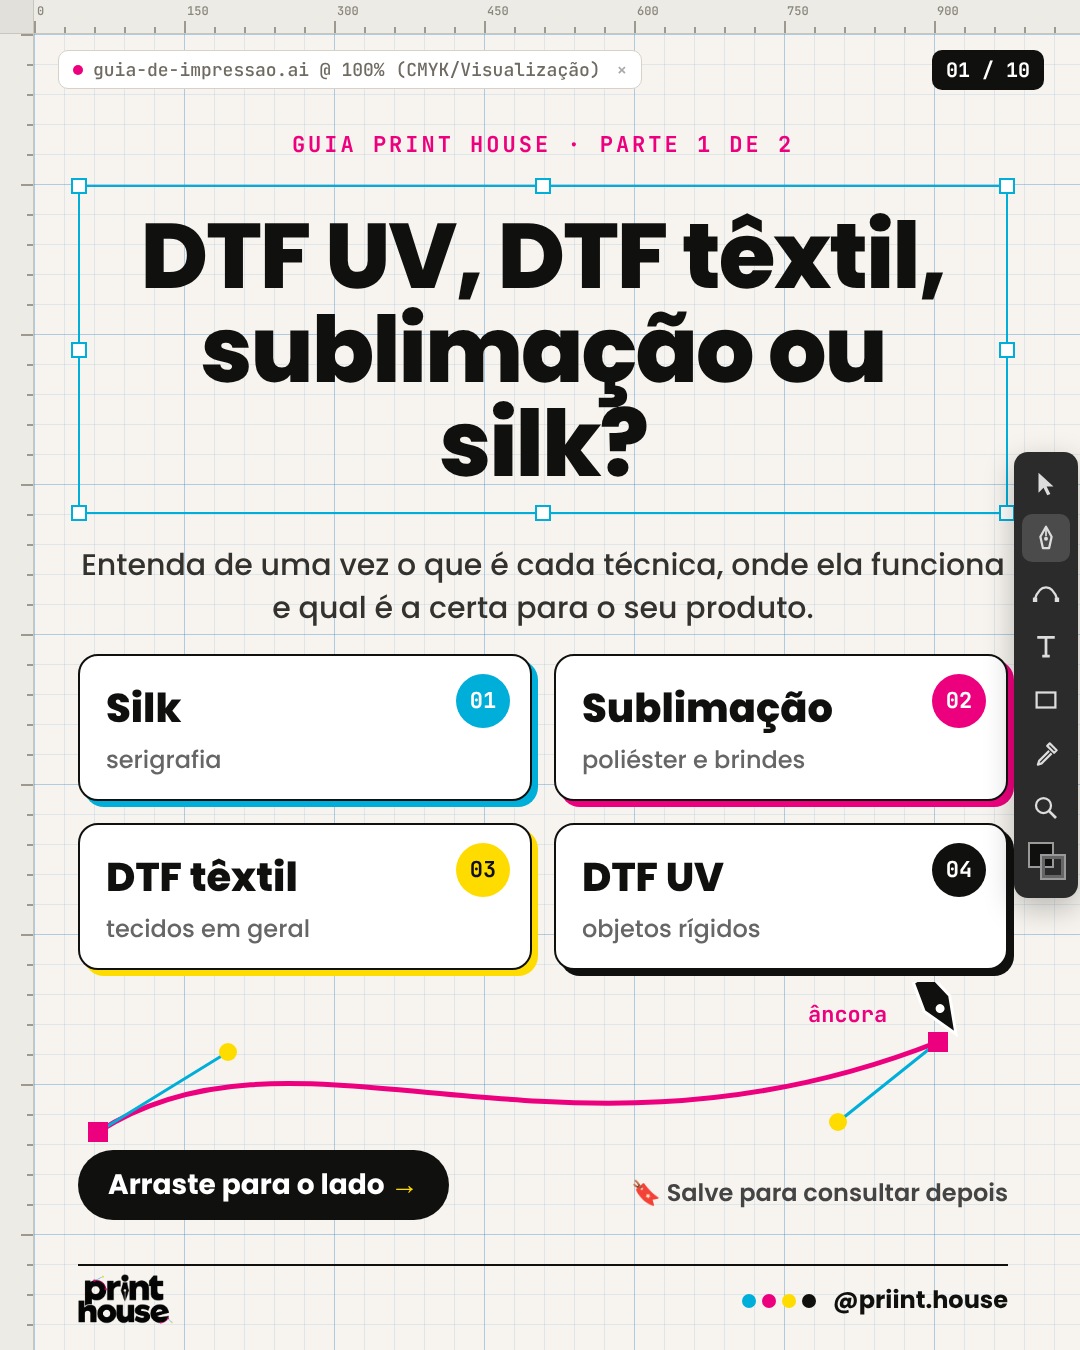 0 150 300 450 600 750 900
guia-de-impressao.ai @ 100% (CMYK/Visualização) ×
01 / 10
GUIA PRINT HOUSE · PARTE 1 DE 2
DTF UV, DTF têxtil,
sublimação ou
silk?
Entenda de uma vez o que é cada técnica, onde ela funciona
e qual é a certa para o seu produto.
Silk
01
serigrafia
Sublimação
02
poliéster e brindes
DTF têxtil
03
tecidos em geral
DTF UV
04
objetos rígidos
âncora
Arraste para o lado →
🔖 Salve para consultar depois
print
house
@priint.house